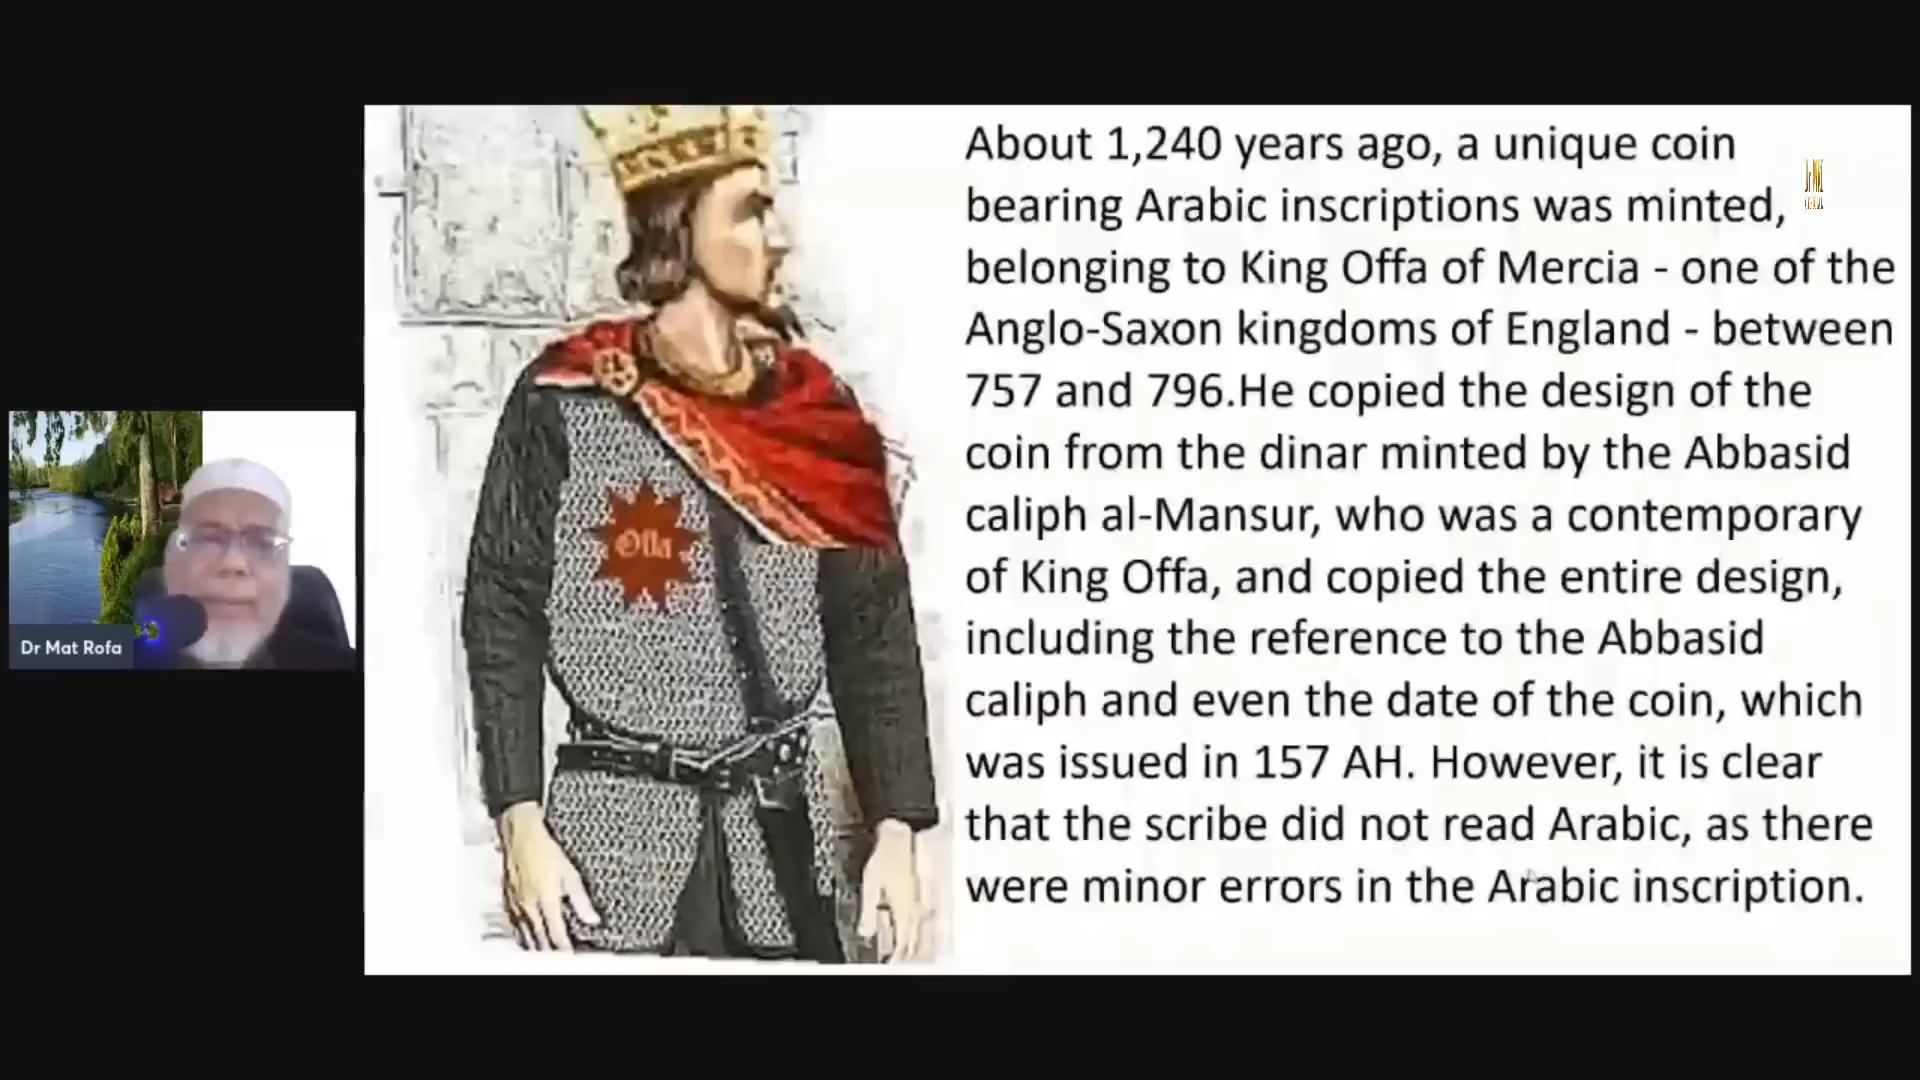 About 1,240 years ago, a unique coin
bearing Arabic inscriptions was minted,
belonging to King Offa of Mercia - one of the
Anglo-Saxon kingdoms of England - between
757 and 796.He copied the design of the
coin from the dinar minted by the Abbasid
caliph al-Mansur, who was a contemporary
of King Offa, and copied the entire design,
including the reference to the Abbasid
caliph and even the date of the coin, which
was issued in 157 AH. However, it is clear
that the scribe did not read Arabic, as there
were minor errors in the Arabic inscription.
Offa
Dr Mat Rofa